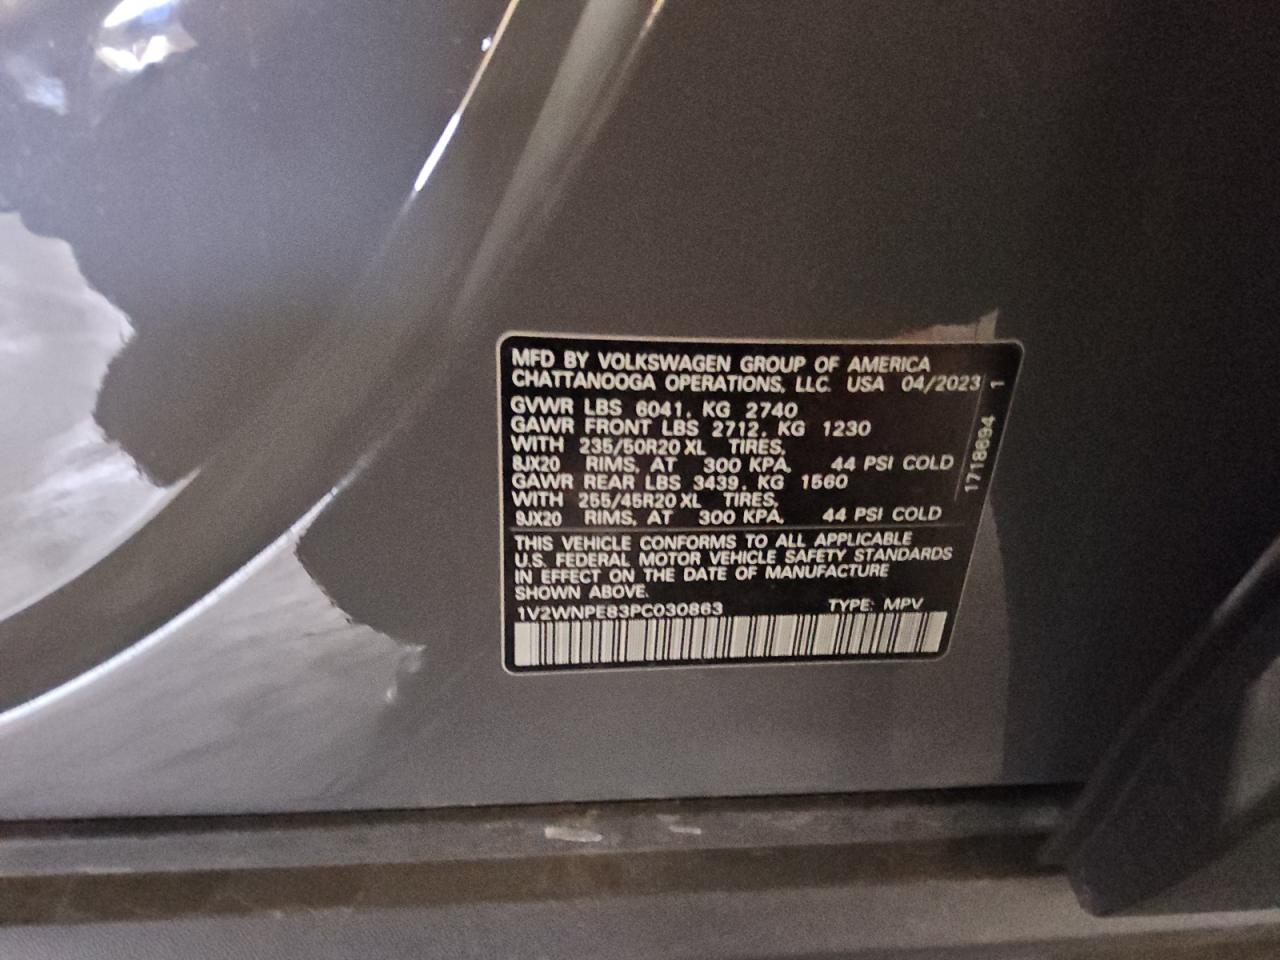 MFD BY VOLKSWAGEN GROUP OF AMERICA
CHATTANOOGA OPERATIONS, LLC. USA 04/2023
GVWR LBS 6041, KG 2740
GAWR FRONT LBS 2712, KG 1230
WITH 235/50R20 XL TIRES,
8JX20 RIMS, AT 300 KPA, 44 PSI COLD
GAWR REAR LBS 3439, KG 1560
WITH 255/45R20 XL TIRES,
9JX20 RIMS, AT 300 KPA, 44 PSI COLD
THIS VEHICLE CONFORMS TO ALL APPLICABLE
U.S. FEDERAL MOTOR VEHICLE SAFETY STANDARDS
IN EFFECT ON THE DATE OF MANUFACTURE
SHOWN ABOVE.
1V2WNPE83PC030863 TYPE: MPV
1718694 1